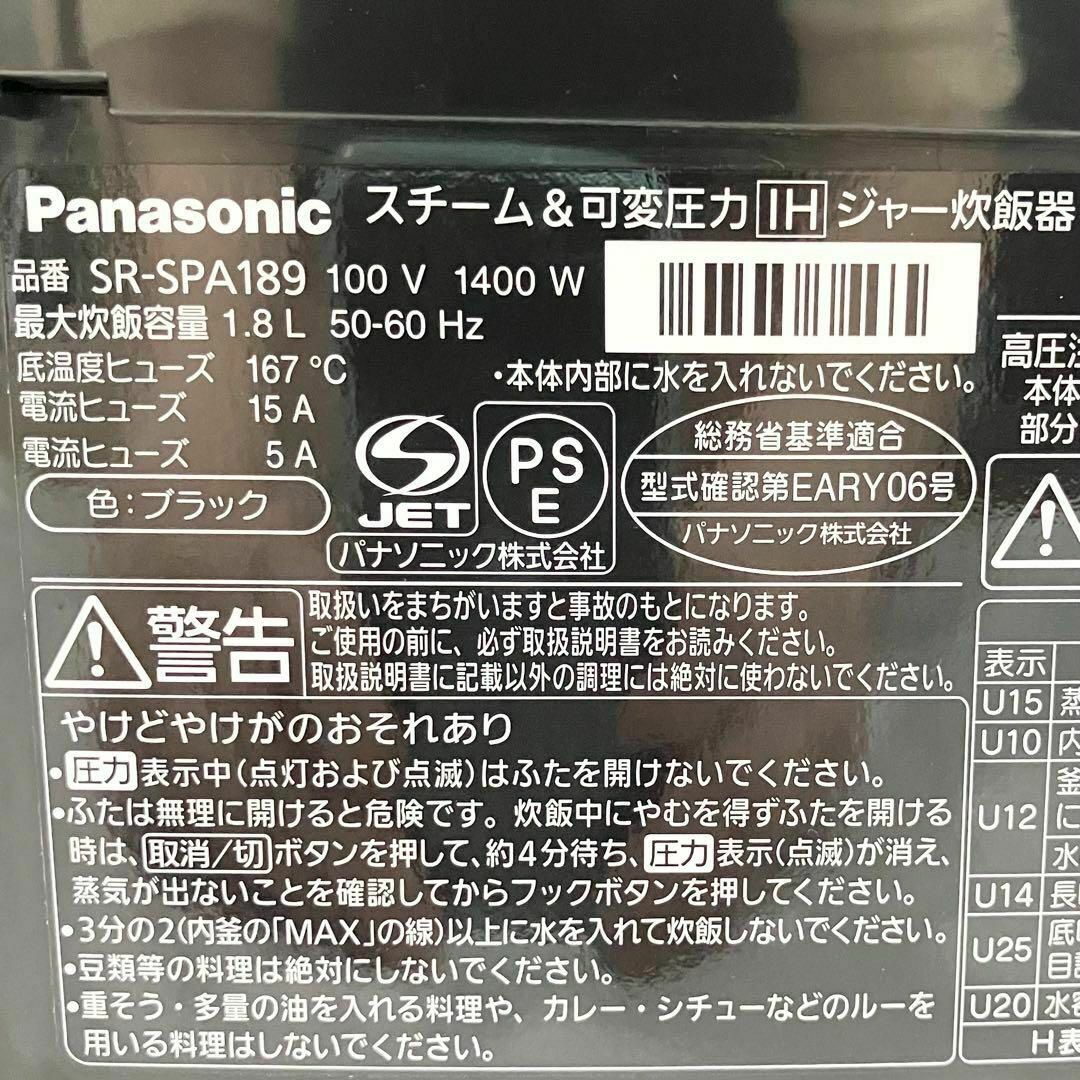 Panasonic スチーム&可変圧力IHジャー炊飯器
品番 SR-SPA189 100 V 1400 W
最大炊飯容量 1.8 L 50-60 Hz
底温度ヒューズ 167 ℃
電流ヒューズ 15 A
電流ヒューズ 5 A
色:ブラック
・本体内部に水を入れないでください。
S
JET
PS
E
パナソニック株式会社
総務省基準適合
型式確認第EARY06号
パナソニック株式会社
高圧注
本体
部分
警告
取扱いをまちがいますと事故のもとになります。
ご使用の前に、必ず取扱説明書をお読みください。
取扱説明書に記載以外の調理には絶対に使わないでください。
やけどやけがのおそれあり
・圧力表示中(点灯および点滅)はふたを開けないでください。
・ふたは無理に開けると危険です。炊飯中にやむを得ずふたを開ける
時は、取消/切ボタンを押して、約4分待ち、圧力表示(点滅)が消え、
蒸気が出ないことを確認してからフックボタンを押してください。
・3分の2(内釜の「MAX」の線)以上に水を入れて炊飯しないでください。
・豆類等の料理は絶対にしないでください。
・重そう・多量の油を入れる料理や、カレー・シチューなどのルーを
用いる料理はしないでください。
表示
U15 蒸
U10 内
U12 釜
に
水
U14 長
U25 底
目
U20 水容
H表